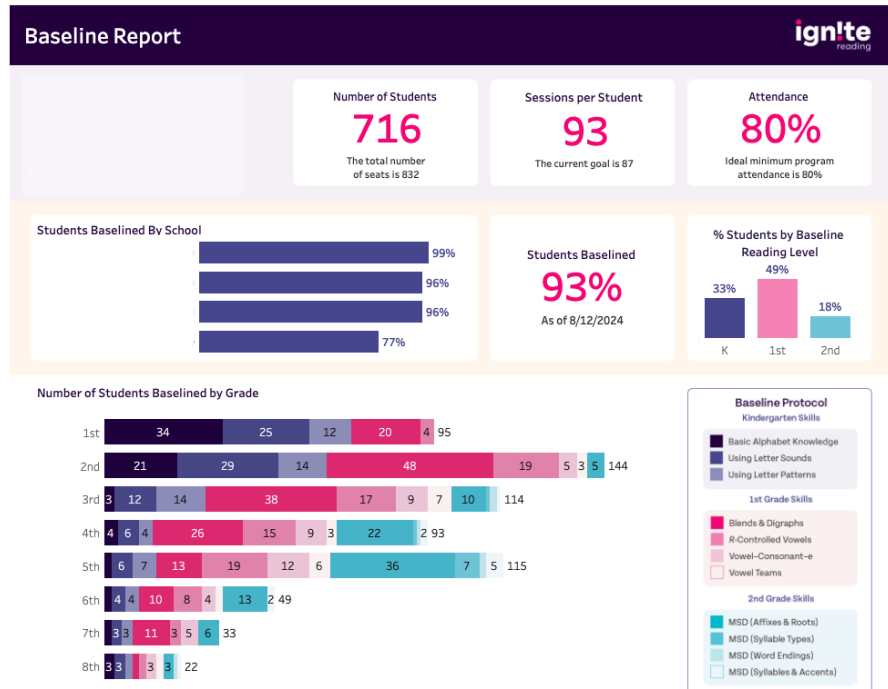 Baseline Report
ign!te
reading
Number of Students
716
The total number
of seats is 832
Sessions per Student
93
The current goal is 87
Attendance
80%
Ideal minimum program
attendance is 80%
Students Baselined By School
99%
96%
96%
77%
Students Baselined
93%
As of 8/12/2024
% Students by Baseline
Reading Level
33%
49%
18%
K 1st 2nd
Number of Students Baselined by Grade
1st 34 25 12 20 4 95
2nd 21 29 14 48 19 5 3 5 144
3rd 3 12 14 38 17 9 7 10 114
4th 4 6 4 26 15 9 3 22 2 93
5th 6 7 13 19 12 6 36 7 5 115
6th 4 4 10 8 4 13 2 49
7th 3 3 11 3 5 6 33
8th 3 3 3 3 22
Baseline Protocol
Kindergarten Skills
Basic Alphabet Knowledge
Using Letter Sounds
Using Letter Patterns
1st Grade Skills
Blends & Digraphs
R-Controlled Vowels
Vowel-Consonant-e
Vowel Teams
2nd Grade Skills
MSD (Affixes & Roots)
MSD (Syllable Types)
MSD (Word Endings)
MSD (Syllables & Accents)